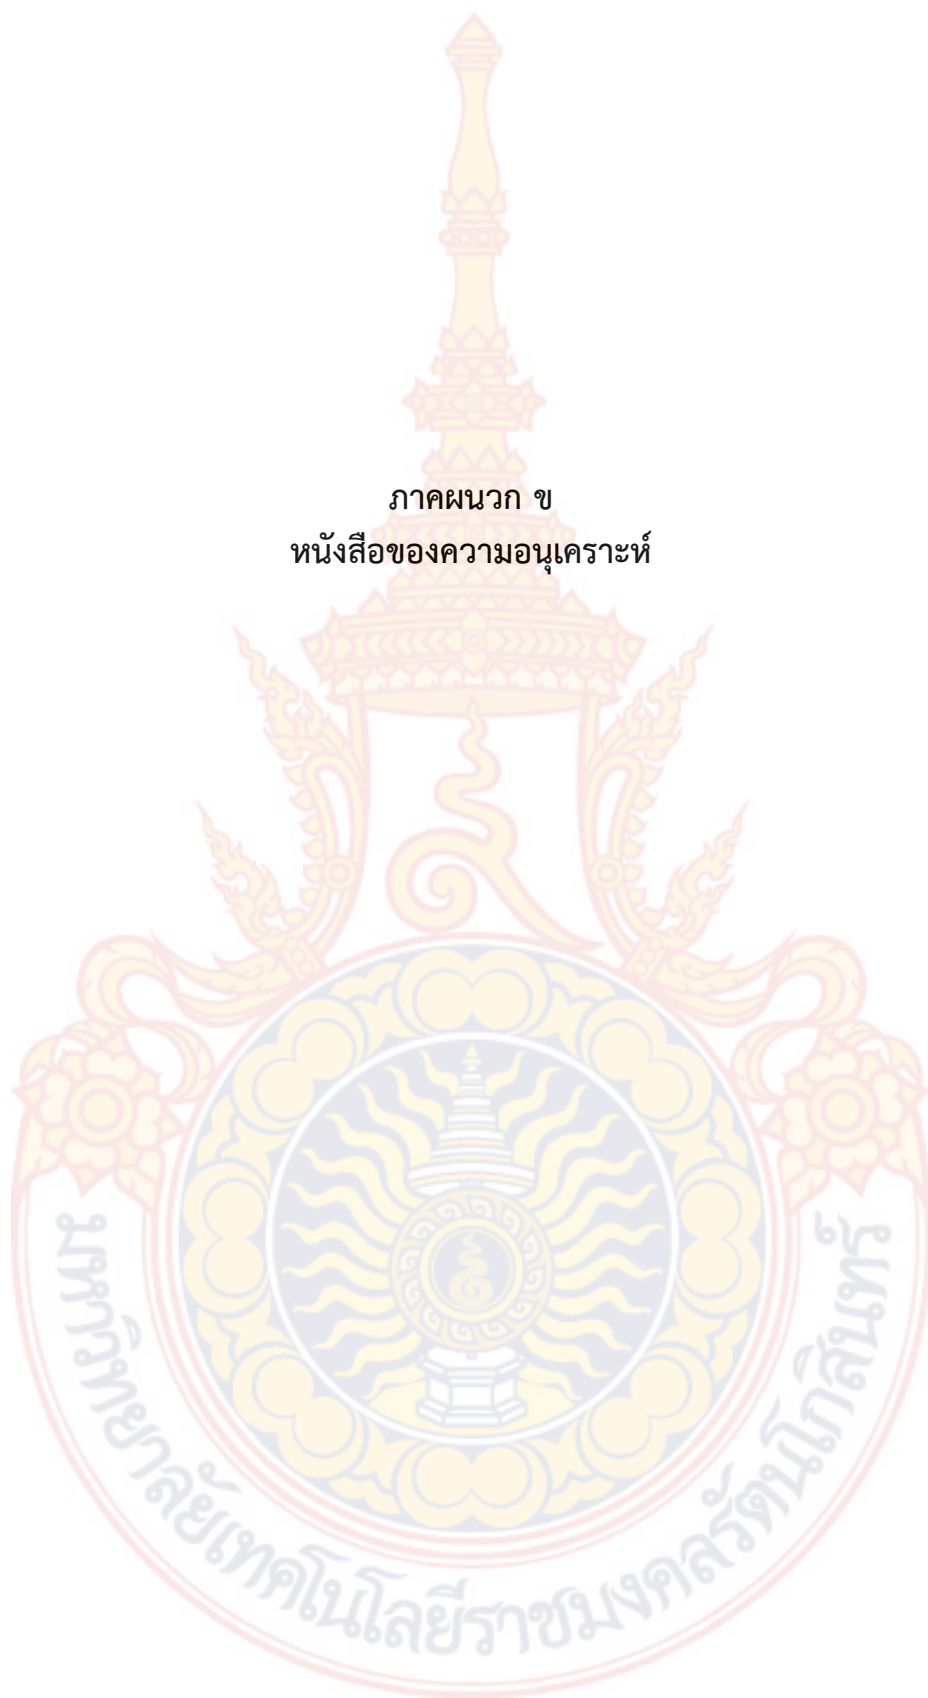 ภาคผนวก ข
หนังสือของความอนุเคราะห์
มหาวิทยาลัยเทคโนโลยีราชมงคลรัตนโกสินทร์